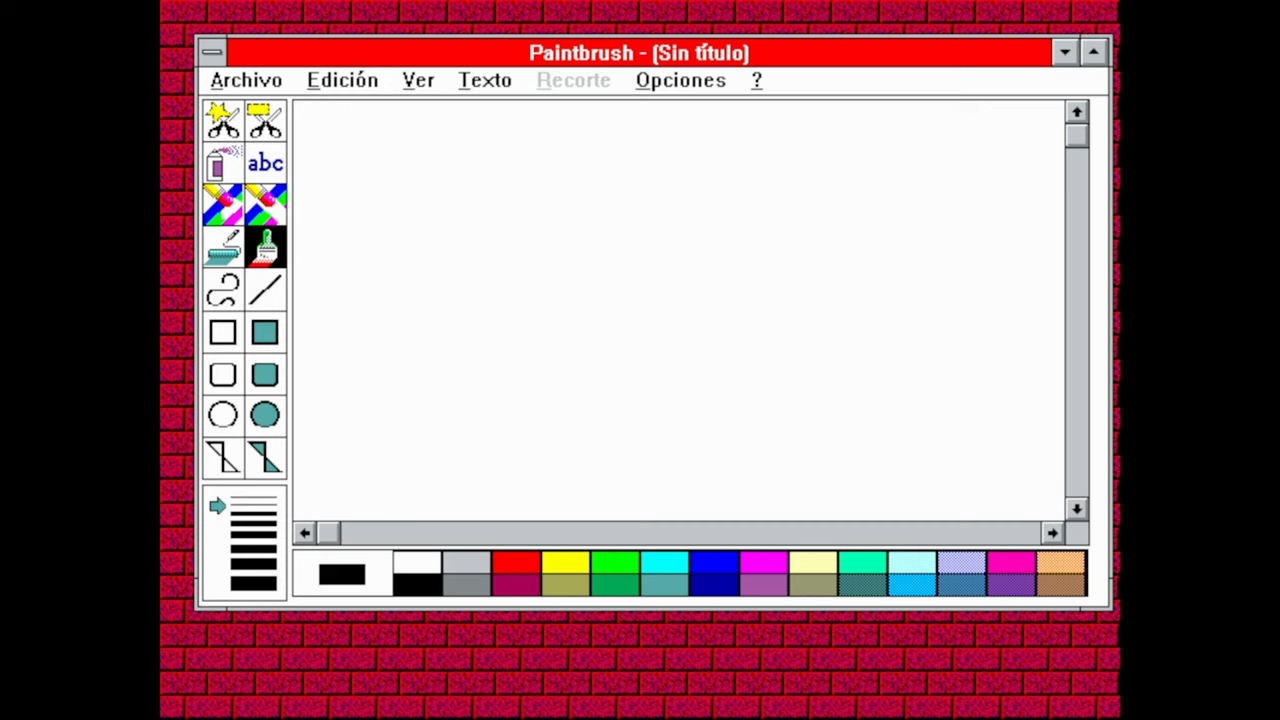 Paintbrush - (Sin título)
Archivo Edición Ver Texto Recorte Opciones ?
abc